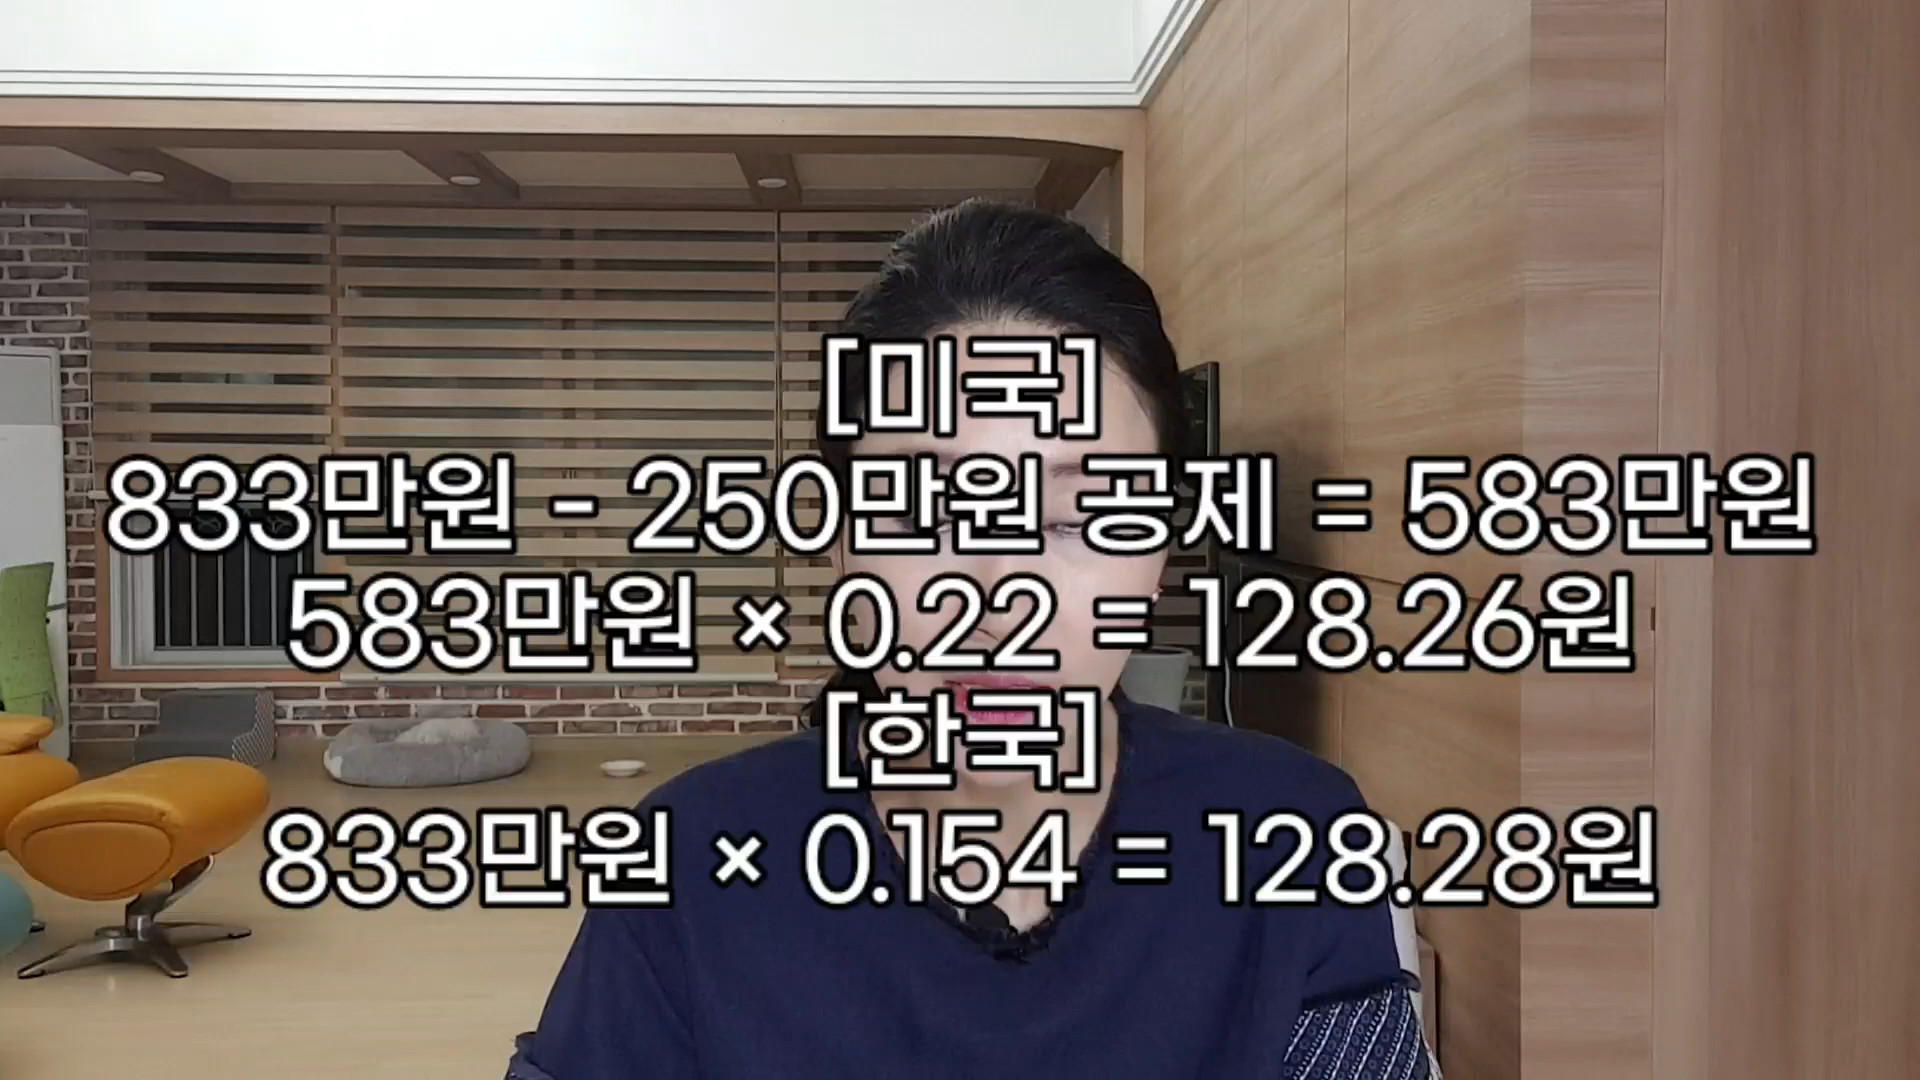 [미국]
833만원 - 250만원 공제 = 583만원
583만원 × 0.22 = 128.26원
[한국]
833만원 × 0.154 = 128.28원